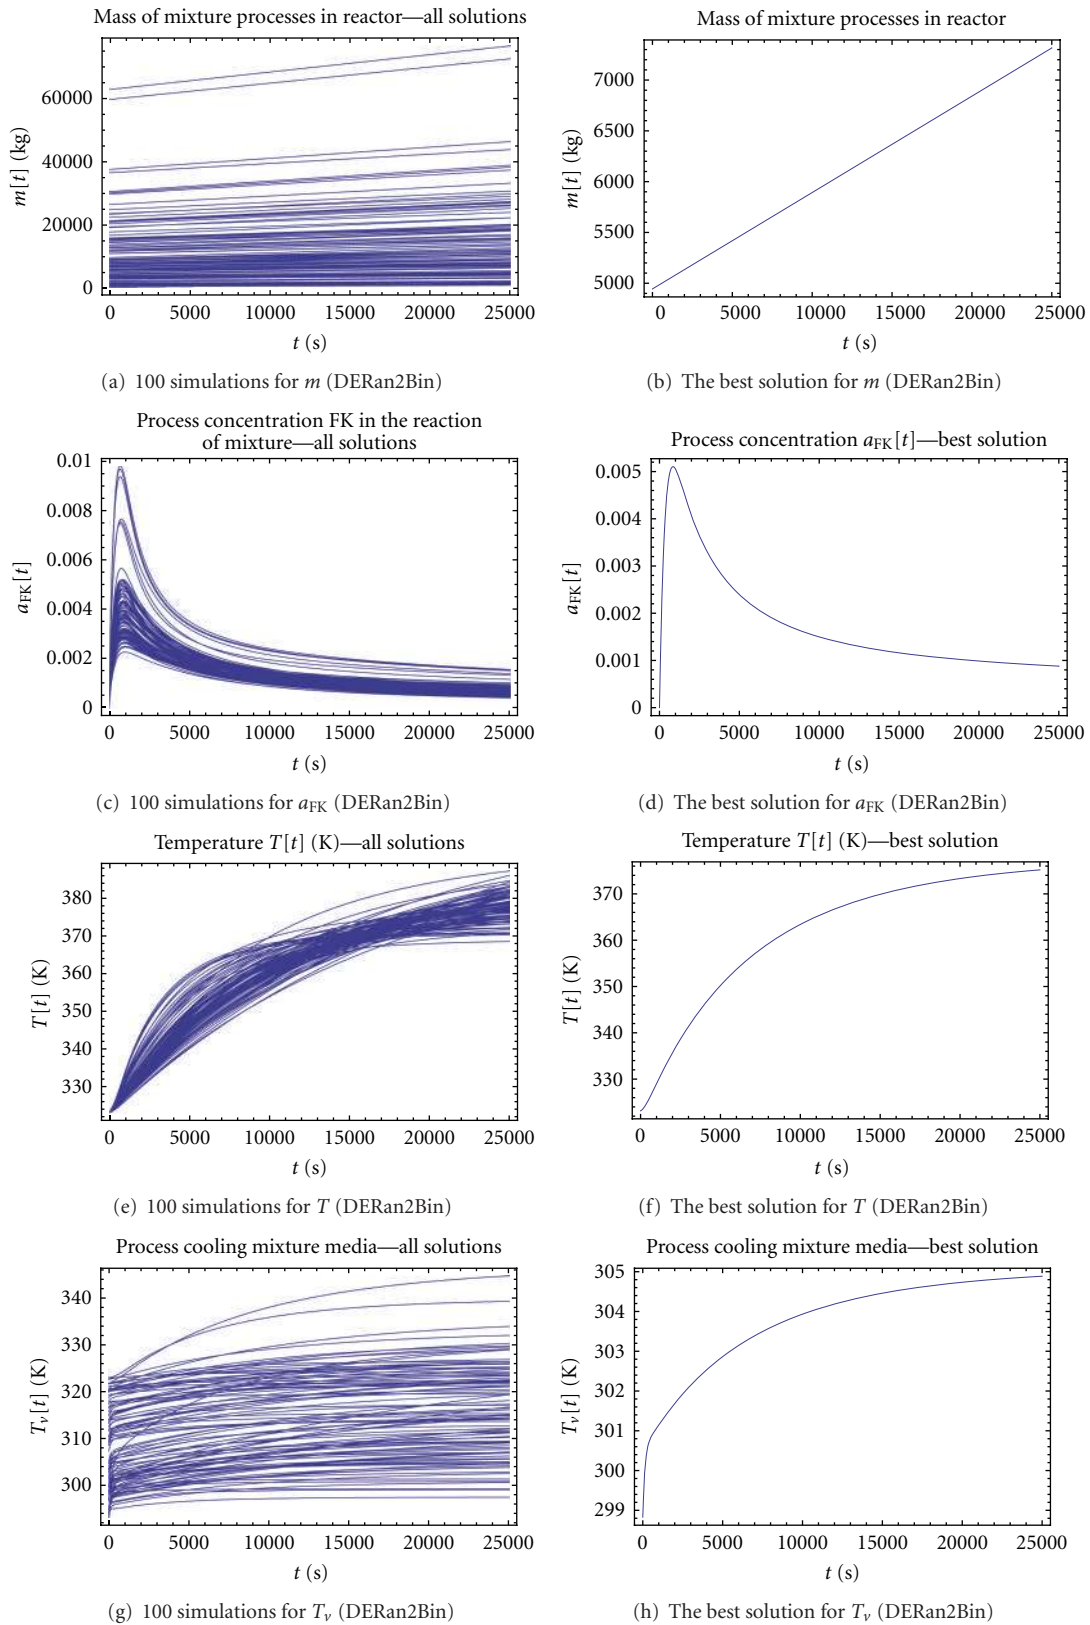 Mass of mixture processes in reactor—all solutions
60000
40000
20000
0
m[t] (kg)
0 5000 10000 15000 20000 25000
t (s)
(a) 100 simulations for m (DERan2Bin)
Mass of mixture processes in reactor
7000
6500
6000
5500
5000
m[t] (kg)
0 5000 10000 15000 20000 25000
t (s)
(b) The best solution for m (DERan2Bin)
Process concentration FK in the reaction
of mixture—all solutions
0.01
0.008
0.006
0.004
0.002
0
aFK[t]
0 5000 10000 15000 20000 25000
t (s)
(c) 100 simulations for aFK (DERan2Bin)
Process concentration aFK[t]—best solution
0.005
0.004
0.003
0.002
0.001
0
aFK[t]
0 5000 10000 15000 20000 25000
t (s)
(d) The best solution for aFK (DERan2Bin)
Temperature T[t] (K)—all solutions
380
370
360
350
340
330
T[t] (K)
0 5000 10000 15000 20000 25000
t (s)
(e) 100 simulations for T (DERan2Bin)
Temperature T[t] (K)—best solution
370
360
350
340
330
T[t] (K)
0 5000 10000 15000 20000 25000
t (s)
(f) The best solution for T (DERan2Bin)
Process cooling mixture media—all solutions
340
330
320
310
300
Tv[t] (K)
0 5000 10000 15000 20000 25000
t (s)
(g) 100 simulations for Tv (DERan2Bin)
Process cooling mixture media—best solution
305
304
303
302
301
300
299
Tv[t] (K)
0 5000 10000 15000 20000 25000
t (s)
(h) The best solution for Tv (DERan2Bin)